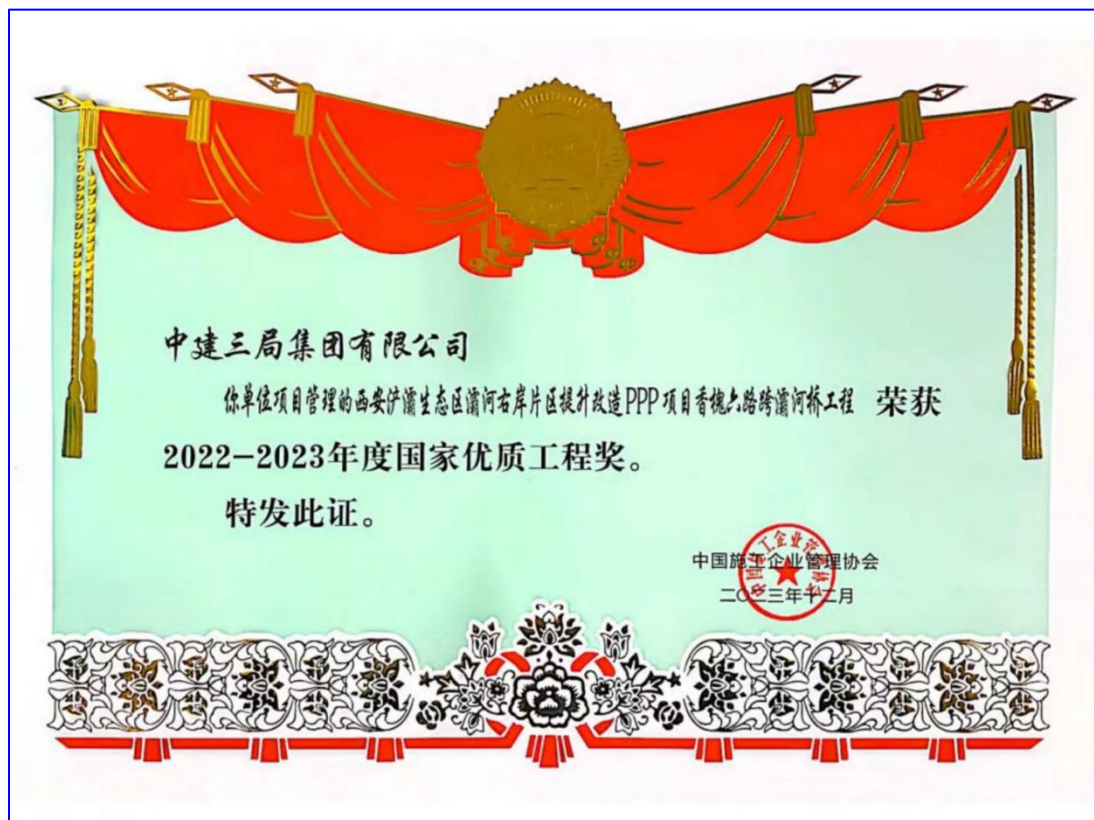 中建三局集团有限公司
你单位项目管理的西安浐灞生态区灞河右岸片区提升改造PPP项目香槐六路跨灞河桥工程 荣获
2022-2023年度国家优质工程奖。
特发此证。
中国施工企业管理协会
二〇二三年十二月